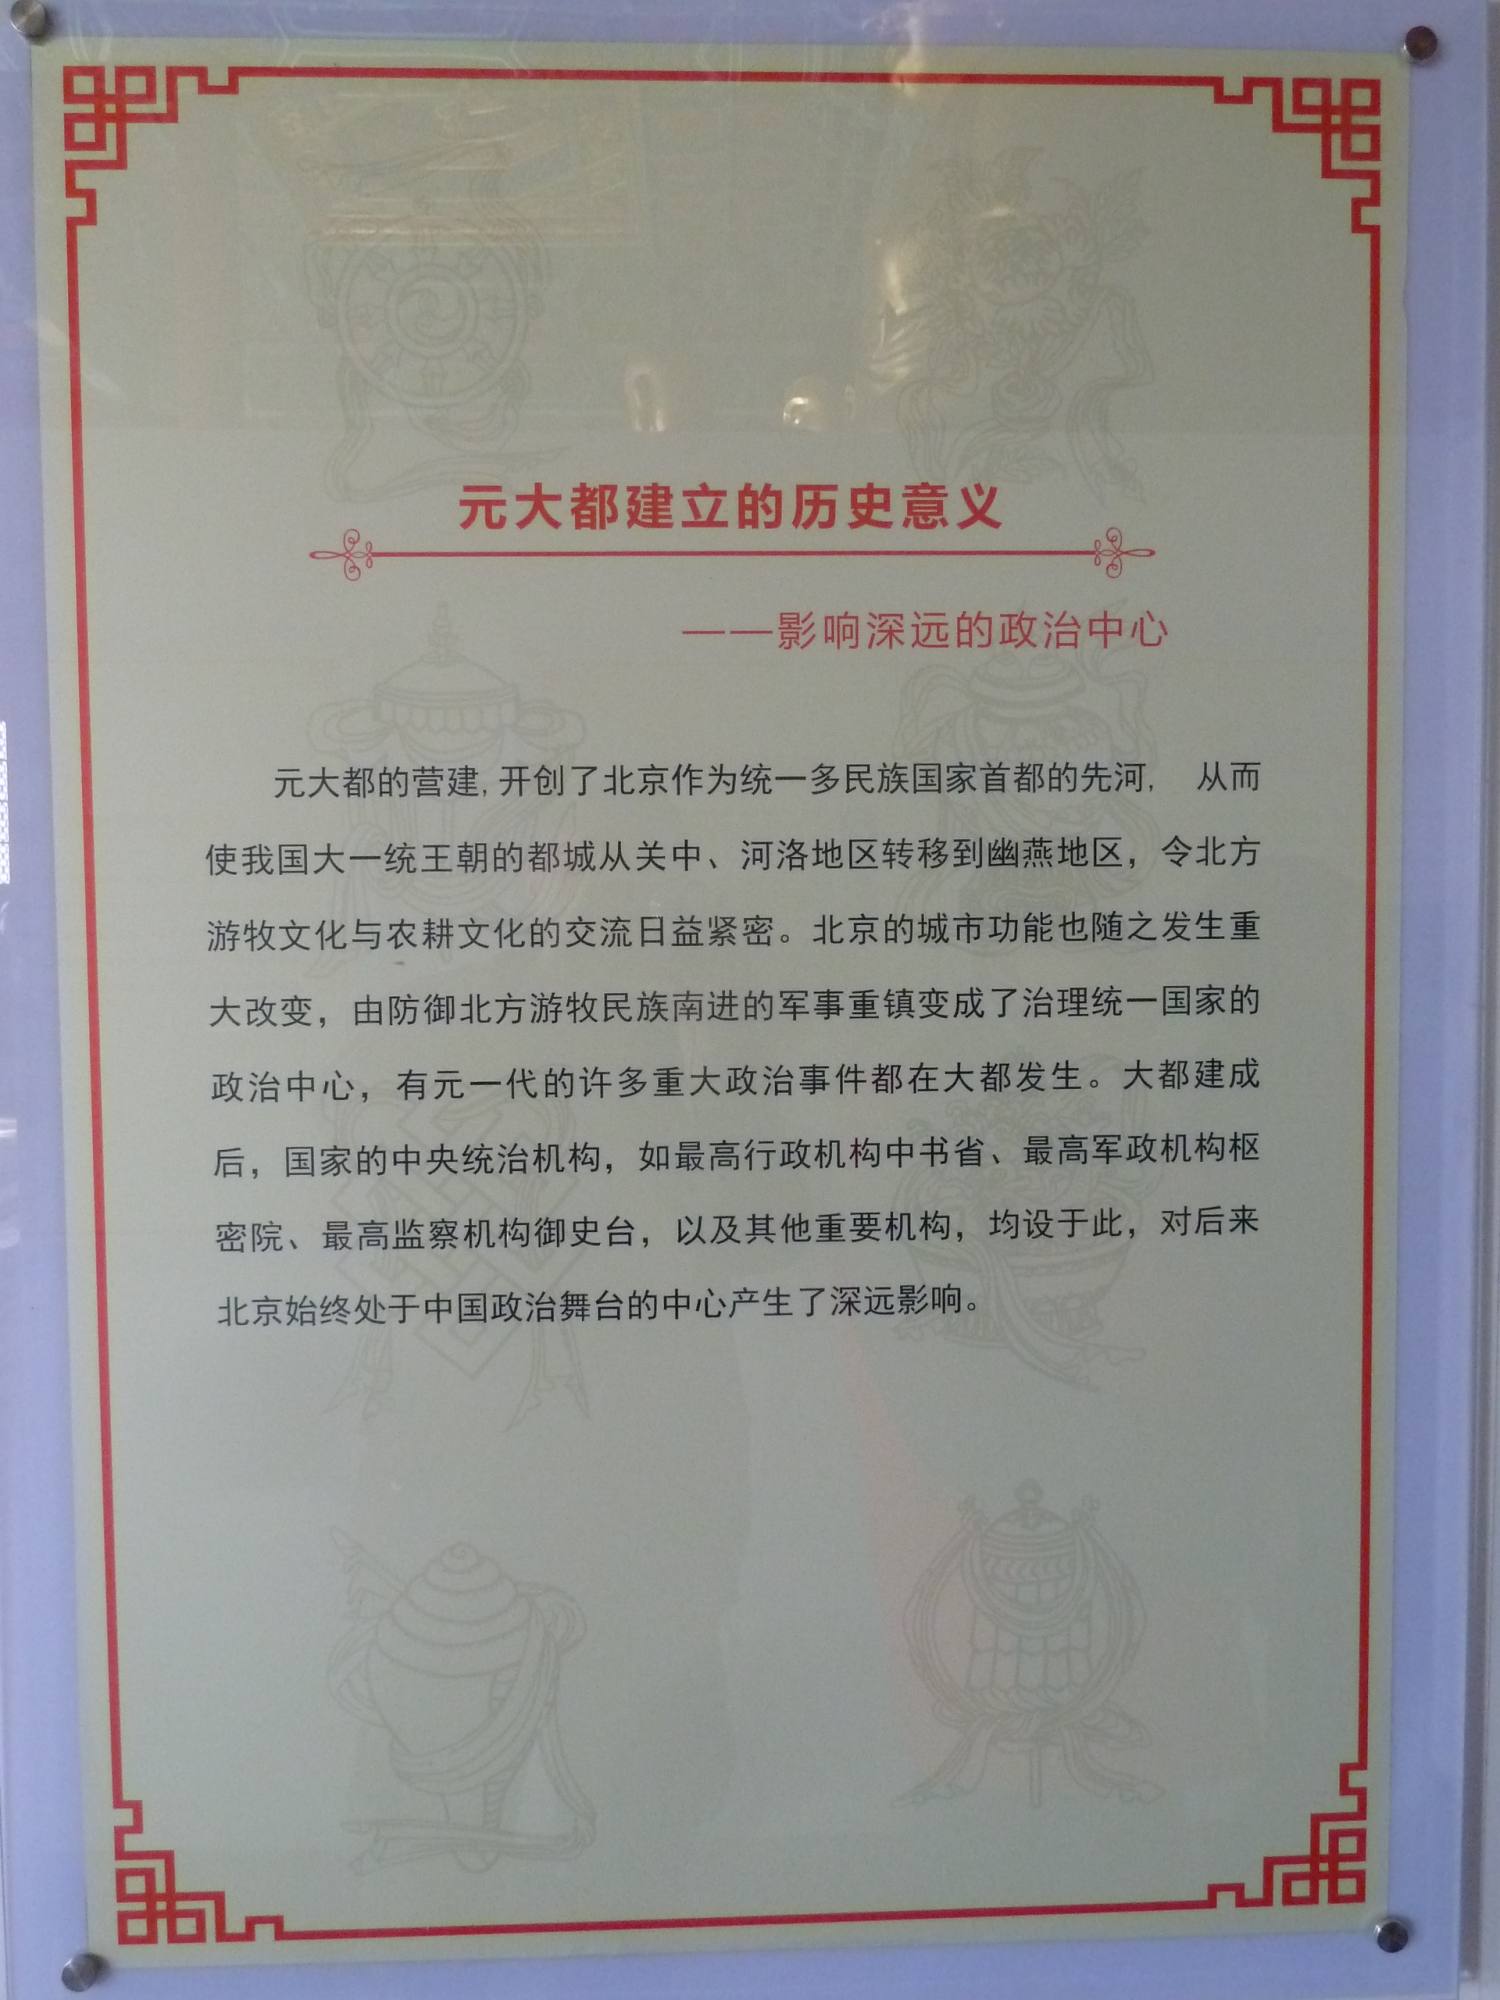 元大都建立的历史意义
——影响深远的政治中心
元大都的营建,开创了北京作为统一多民族国家首都的先河, 从而
使我国大一统王朝的都城从关中、河洛地区转移到幽燕地区，令北方
游牧文化与农耕文化的交流日益紧密。北京的城市功能也随之发生重
大改变，由防御北方游牧民族南进的军事重镇变成了治理统一国家的
政治中心，有元一代的许多重大政治事件都在大都发生。大都建成
后，国家的中央统治机构，如最高行政机构中书省、最高军政机构枢
密院、最高监察机构御史台，以及其他重要机构，均设于此，对后来
北京始终处于中国政治舞台的中心产生了深远影响。